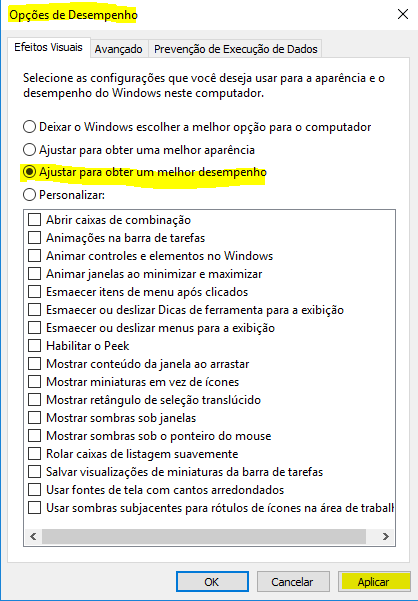 Opções de Desempenho
Efeitos Visuais Avançado Prevenção de Execução de Dados
Selecione as configurações que você deseja usar para a aparência e o
desempenho do Windows neste computador.
Deixar o Windows escolher a melhor opção para o computador
Ajustar para obter uma melhor aparência
Ajustar para obter um melhor desempenho
Personalizar:
Abrir caixas de combinação
Animações na barra de tarefas
Animar controles e elementos no Windows
Animar janelas ao minimizar e maximizar
Esmaecer itens de menu após clicados
Esmaecer ou deslizar Dicas de ferramenta para a exibição
Esmaecer ou deslizar menus para a exibição
Habilitar o Peek
Mostrar conteúdo da janela ao arrastar
Mostrar miniaturas em vez de ícones
Mostrar retângulo de seleção translúcido
Mostrar sombras sob janelas
Mostrar sombras sob o ponteiro do mouse
Rolar caixas de listagem suavemente
Salvar visualizações de miniaturas da barra de tarefas
Usar fontes de tela com cantos arredondados
Usar sombras subjacentes para rótulos de ícones na área de traball
OK Cancelar Aplicar